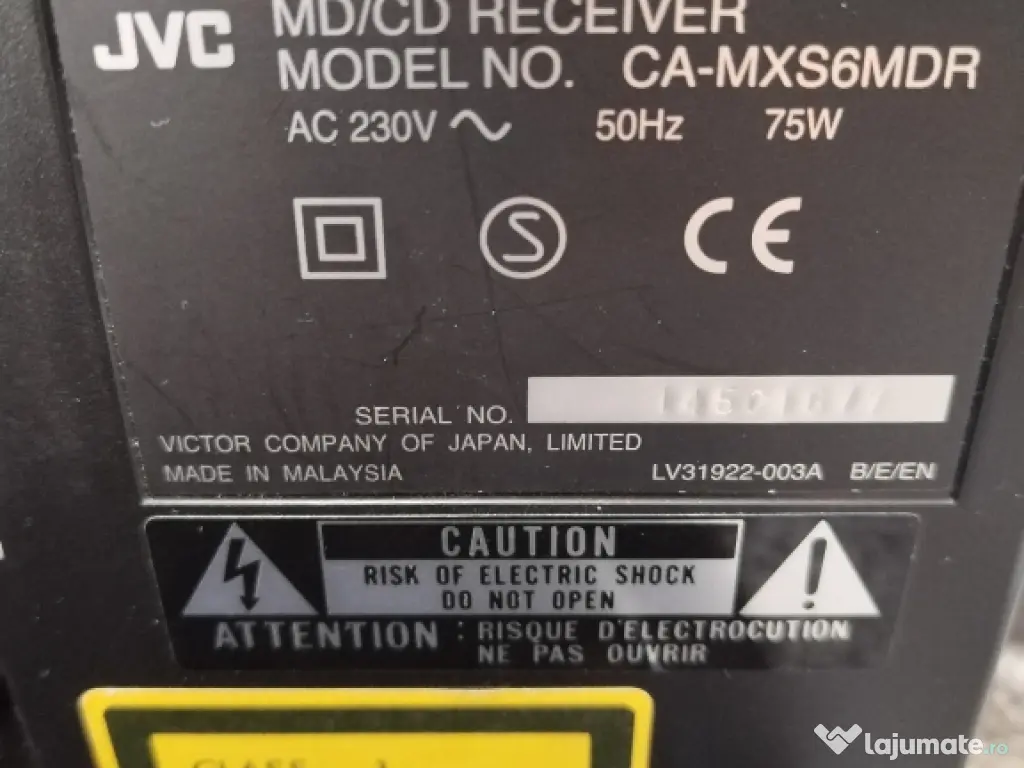 JVC
MD/CD RECEIVER
MODEL NO. CA-MXS6MDR
AC 230V 50Hz 75W
S
CE
SERIAL NO.
VICTOR COMPANY OF JAPAN, LIMITED
MADE IN MALAYSIA LV31922-003A B/E/EN
CAUTION
RISK OF ELECTRIC SHOCK
DO NOT OPEN
ATTENTION : RISQUE D'ELECTROCUTION
NE PAS OUVRIR
CLASS 1
lajumate.ro